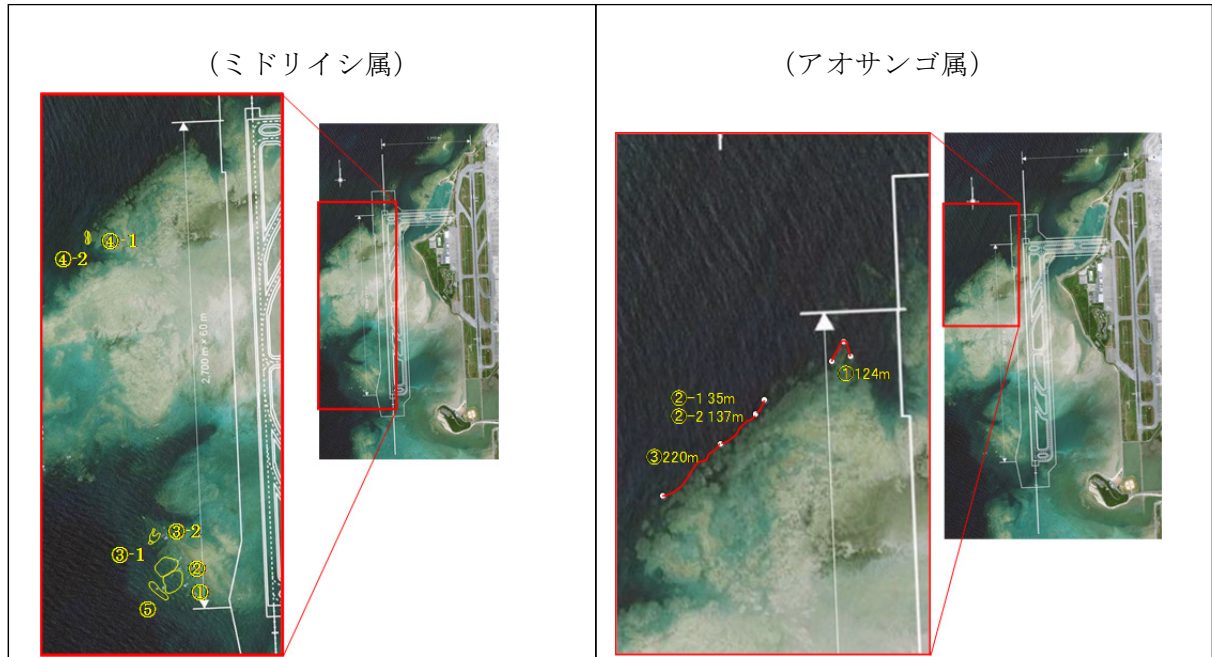 (ミドリイシ属)
④-1
④-2
2,700 m × 60 m
③-2
③-1
②
①
⑤
(アオサンゴ属)
①124m
②-1 35m
②-2 137m
③220m